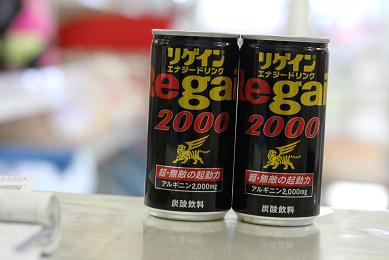 リゲイン
エナジードリンク
Regai
2000
超・無敵の起動力
アルギニン2,000mg
炭酸飲料
リゲイン
エナジードリンク
Regai
2000
超・無敵の起動力
アルギニン2,000mg
炭酸飲料